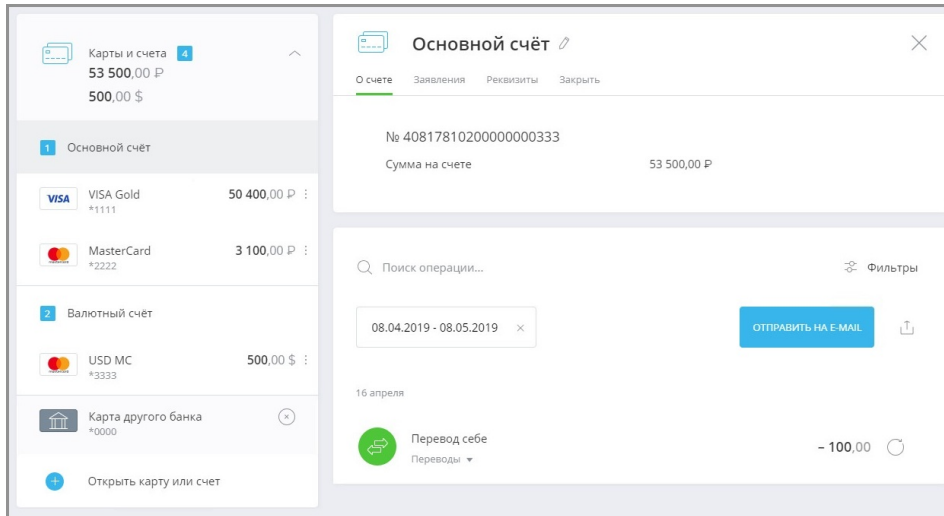 Карты и счета 4
53 500,00 ₽
500,00 $
1 Основной счёт
VISA VISA Gold 50 400,00 ₽
*1111
MasterCard 3 100,00 ₽
*2222
2 Валютный счёт
USD MC 500,00 $
*3333
Карта другого банка
*0000
Открыть карту или счет
Основной счёт
О счете Заявления Реквизиты Закрыть
№ 40817810200000000333
Сумма на счете 53 500,00 ₽
Поиск операции... Фильтры
08.04.2019 - 08.05.2019 ОТПРАВИТЬ НА E-MAIL
16 апреля
Перевод себе – 100,00
Переводы